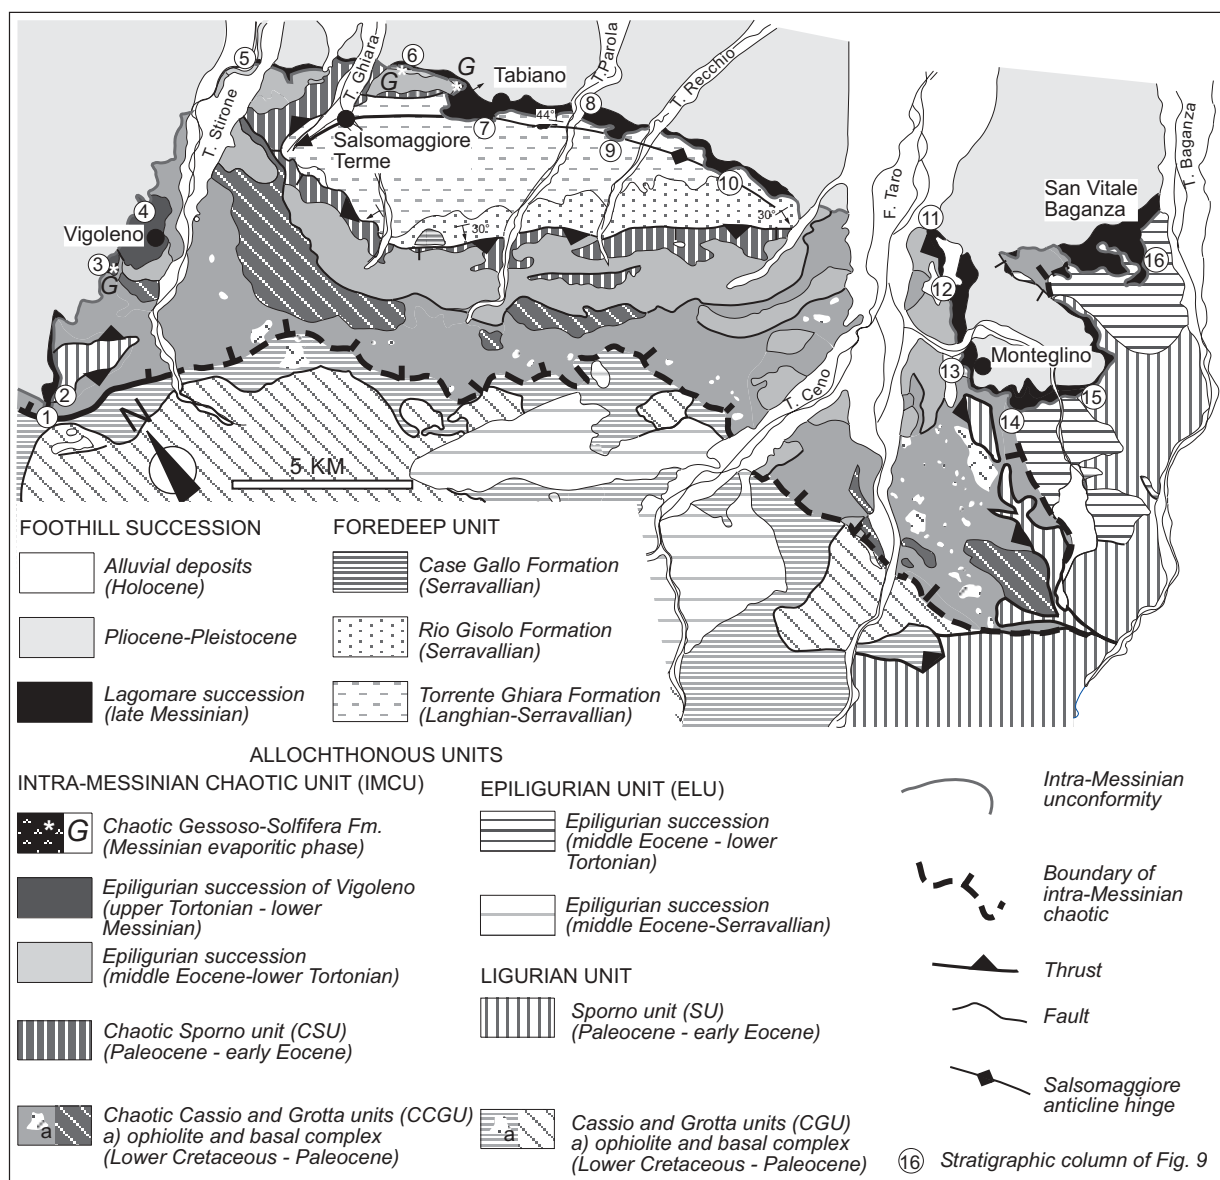 5
T. Stirone
T. Ghiara
6
G
G
Tabiano
T.Parola
T. Recchio
8
44°
7
9
10
Salsomaggiore
Terme
30°
30°
4
Vigoleno
3
G
2
1
N
5 KM
F. Taro
T. Ceno
11
12
13
Monteglino
14
15
16
San Vitale
Baganza
T. Baganza
FOOTHILL SUCCESSION
Alluvial deposits
(Holocene)
Pliocene-Pleistocene
Lagomare succession
(late Messinian)
FOREDEEP UNIT
Case Gallo Formation
(Serravallian)
Rio Gisolo Formation
(Serravallian)
Torrente Ghiara Formation
(Langhian-Serravallian)
ALLOCHTHONOUS UNITS
INTRA-MESSINIAN CHAOTIC UNIT (IMCU)
* G
Chaotic Gessoso-Solfifera Fm.
(Messinian evaporitic phase)
Epiligurian succession of Vigoleno
(upper Tortonian - lower
Messinian)
Epiligurian succession
(middle Eocene-lower Tortonian)
Chaotic Sporno unit (CSU)
(Paleocene - early Eocene)
a
Chaotic Cassio and Grotta units (CCGU)
a) ophiolite and basal complex
(Lower Cretaceous - Paleocene)
EPILIGURIAN UNIT (ELU)
Epiligurian succession
(middle Eocene - lower
Tortonian)
Epiligurian succession
(middle Eocene-Serravallian)
LIGURIAN UNIT
Sporno unit (SU)
(Paleocene - early Eocene)
a
Cassio and Grotta units (CGU)
a) ophiolite and basal complex
(Lower Cretaceous - Paleocene)
Intra-Messinian
unconformity
Boundary of
intra-Messinian
chaotic
Thrust
Fault
Salsomaggiore
anticline hinge
16 Stratigraphic column of Fig. 9